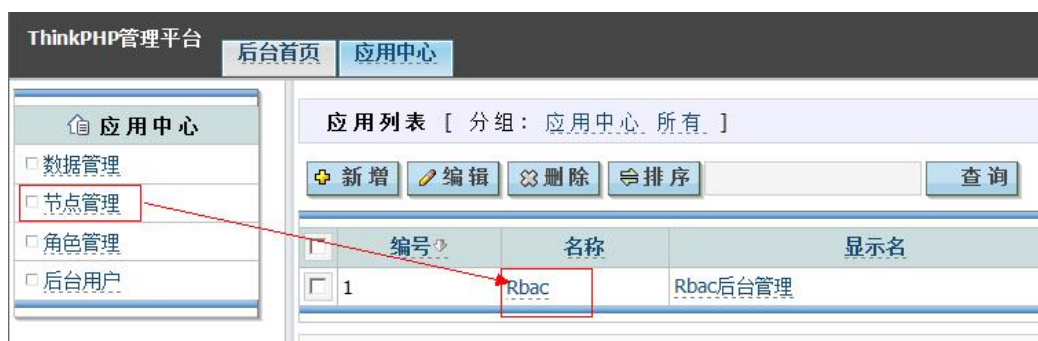 ThinkPHP管理平台
后台首页 应用中心
应用中心
数据管理
节点管理
角色管理
后台用户
应用列表 [ 分组： 应用中心 所有 ]
新增 编辑 删除 排序 查询
编号 名称 显示名
1 Rbac Rbac后台管理